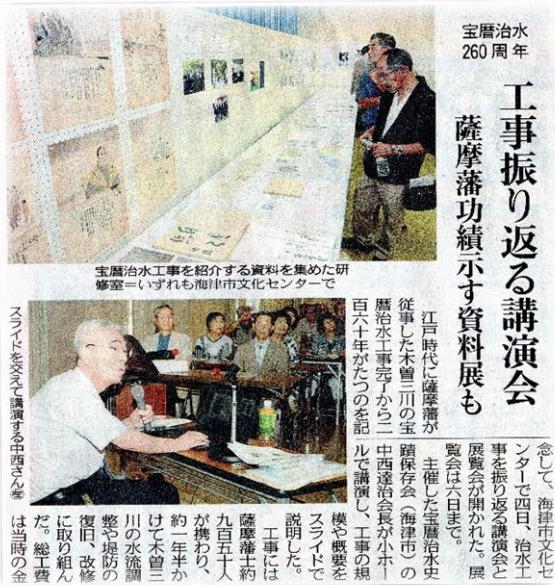 宝暦治水
260周年
工事振り返る講演会
薩摩藩功績示す資料展も
宝暦治水工事を紹介する資料を集めた研
修室＝いずれも海津市文化センターで
スライドを交えて講演する中西さん㊧
江戸時代に薩摩藩が
従事した木曽三川の宝
暦治水工事完了から二
百六十年がたつのを記
念して、海津市文化セ
ンターで四日、治水工
事を振り返る講演会と
展覧会が開かれた。展
覧会は六日まで。
主催した宝暦治水史
蹟保存会（海津市）の
中西達治会長が小ホー
ルで講演し、工事の規
模や概要を
スライドで
説明した。
工事には
薩摩藩士約
九百五十人
が携わり、
約一年半か
けて木曽三
川の水流調
整や堤防の
復旧、改修
に取り組ん
だ。総工費
は当時の金